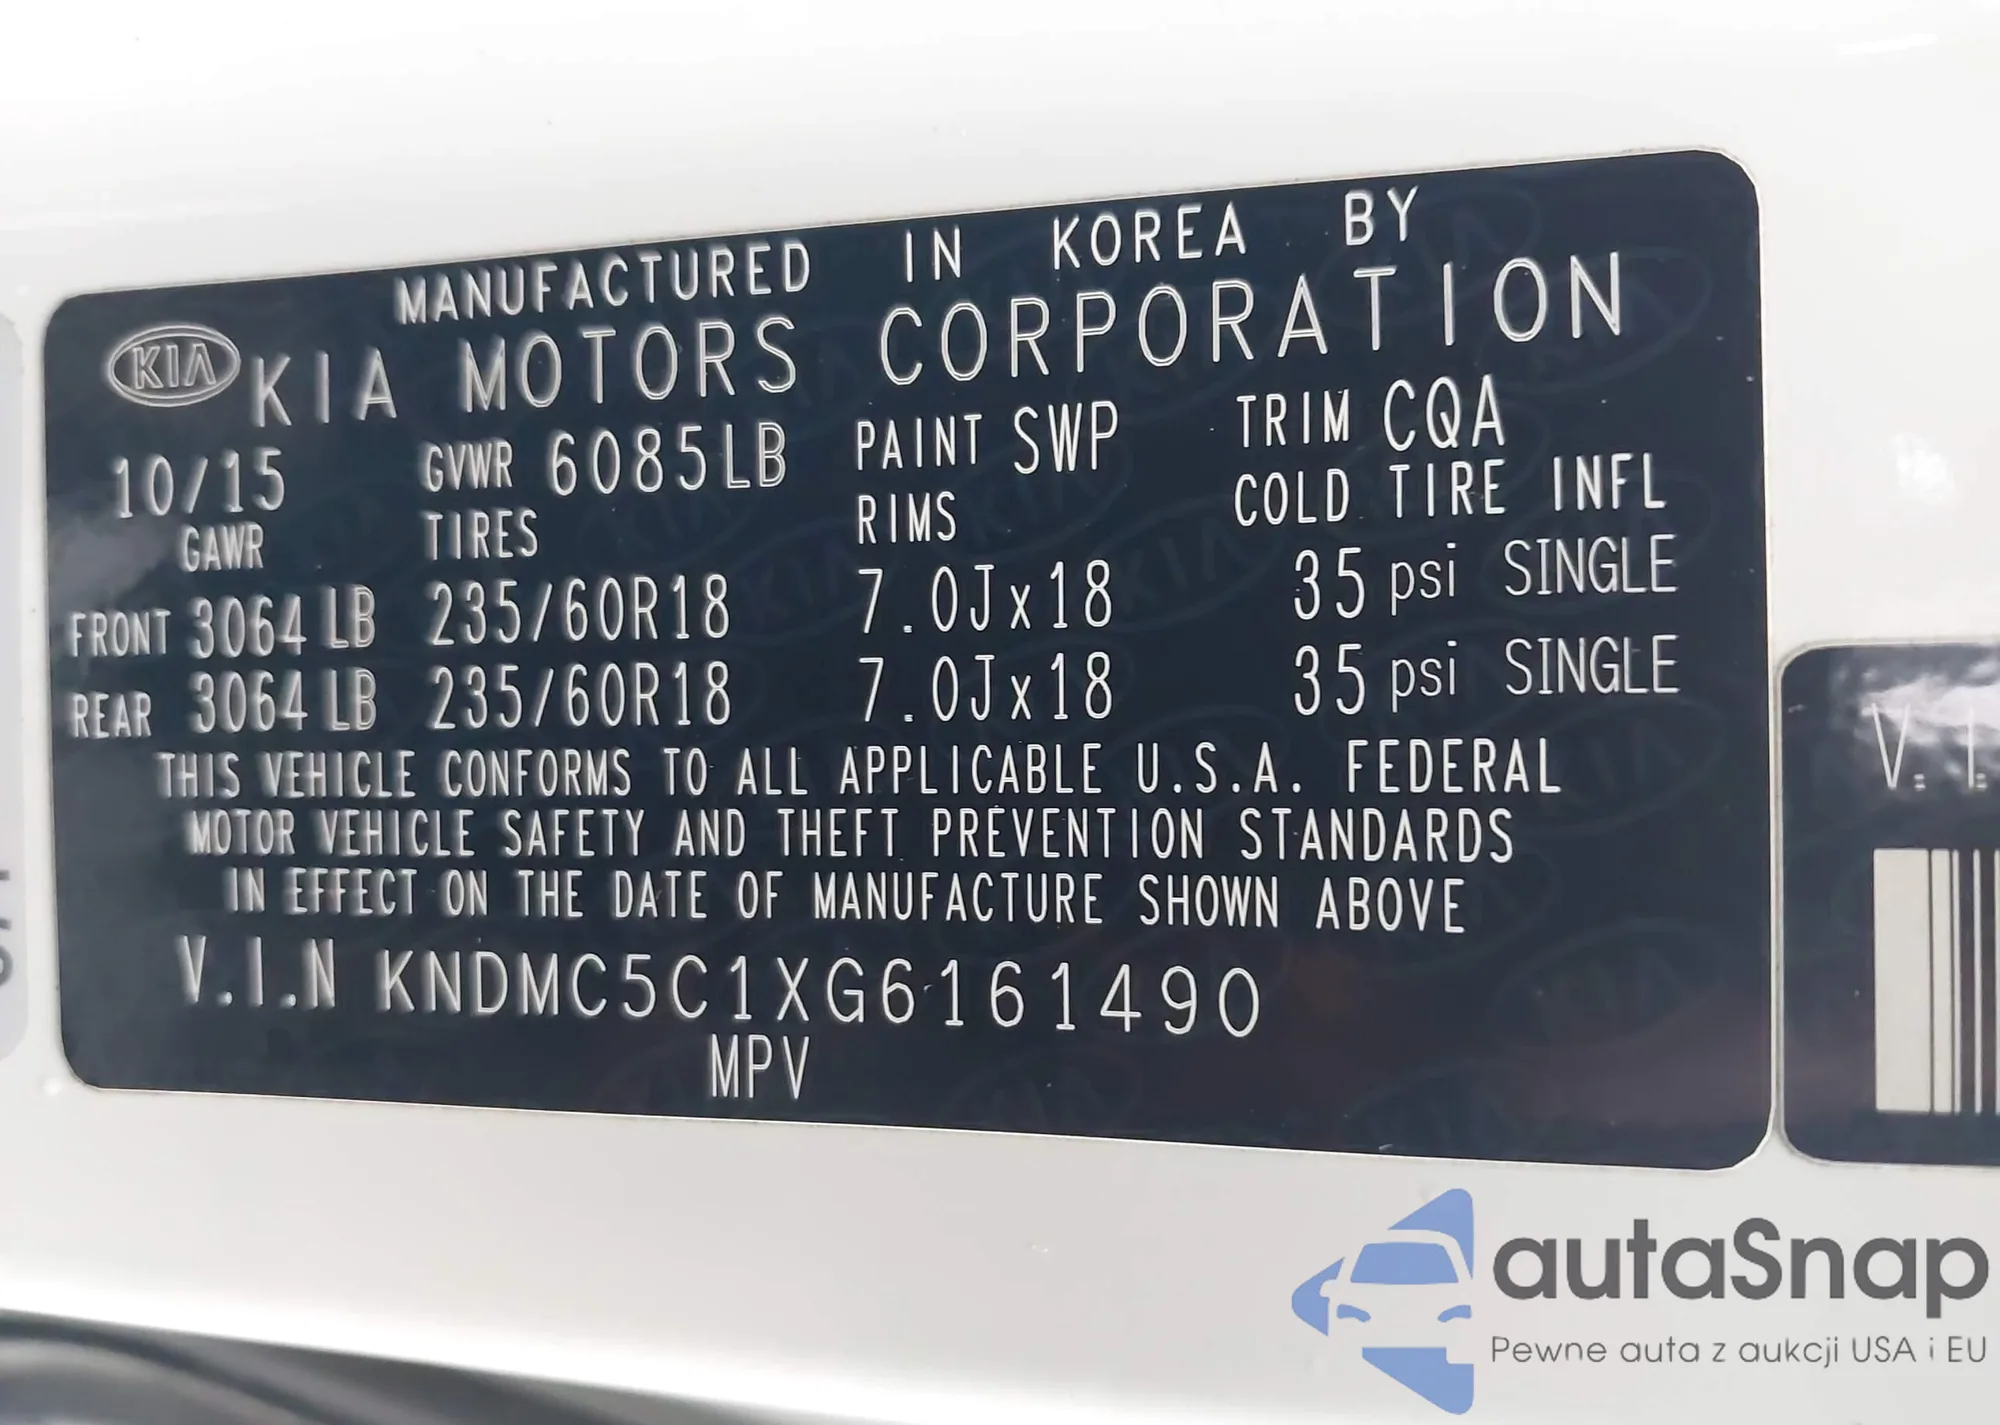 MANUFACTURED IN KOREA BY
KIA KIA MOTORS CORPORATION
10/15 GVWR 6085LB PAINT SWP TRIM CQA
GAWR TIRES RIMS COLD TIRE INFL
FRONT 3064 LB 235/60R18 7.0Jx18 35 psi SINGLE
REAR 3064 LB 235/60R18 7.0Jx18 35 psi SINGLE
THIS VEHICLE CONFORMS TO ALL APPLICABLE U.S.A. FEDERAL
MOTOR VEHICLE SAFETY AND THEFT PREVENTION STANDARDS
IN EFFECT ON THE DATE OF MANUFACTURE SHOWN ABOVE
V.I.N KNDMC5C1XG6161490
MPV
V.I.
autaSnap
Pewne auta z aukcji USA i EU